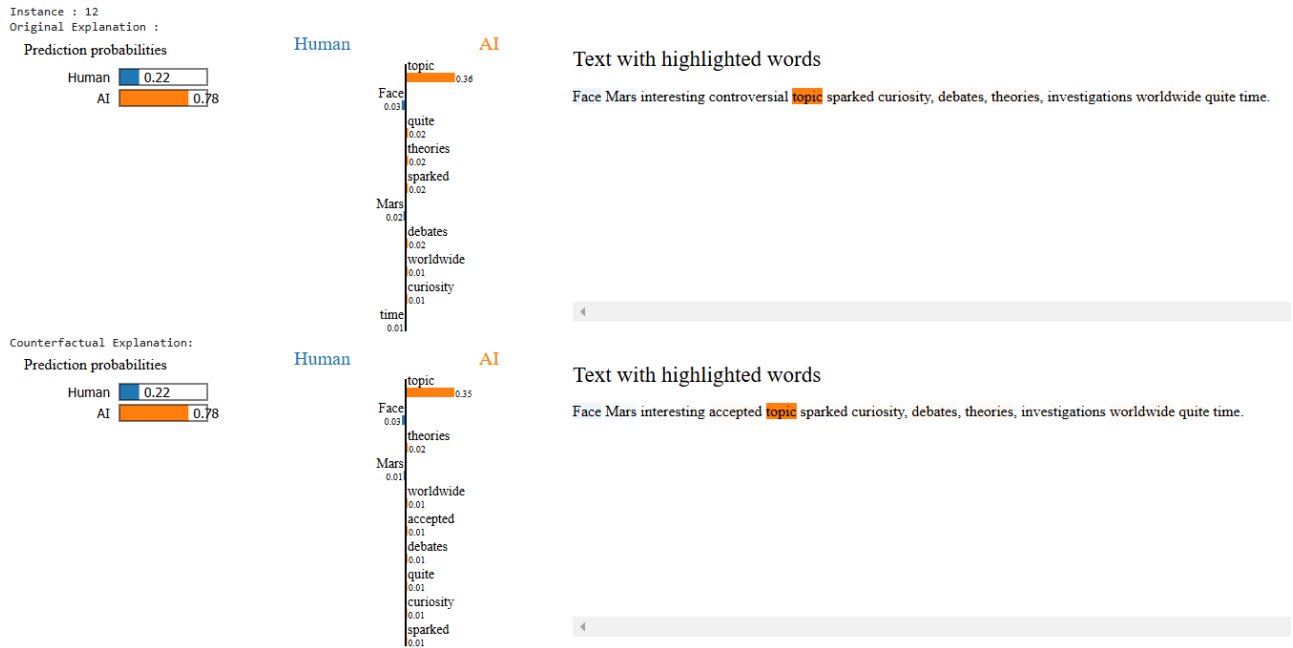 Instance : 12
Original Explanation :
Prediction probabilities
Human 0.22
AI 0.78
Human AI
topic
0.36
Face
0.03
quite
0.02
theories
0.02
sparked
0.02
Mars
0.02
debates
0.02
worldwide
0.01
curiosity
0.01
time
0.01
Text with highlighted words
Face Mars interesting controversial topic sparked curiosity, debates, theories, investigations worldwide quite time.
Counterfactual Explanation:
Prediction probabilities
Human 0.22
AI 0.78
Human AI
topic
0.35
Face
0.03
theories
0.02
Mars
0.01
worldwide
0.01
accepted
0.01
debates
0.01
quite
0.01
curiosity
0.01
sparked
0.01
Text with highlighted words
Face Mars interesting accepted topic sparked curiosity, debates, theories, investigations worldwide quite time.